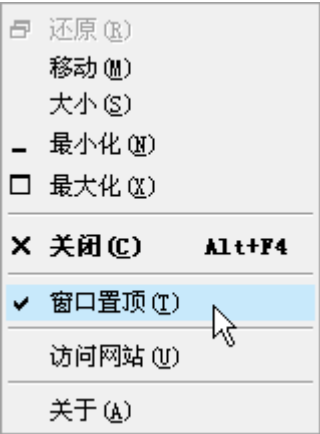 还原(R)
移动(M)
大小(S)
最小化(N)
最大化(X)
关闭(C) Alt+F4
窗口置顶(T)
访问网站(U)
关于(A)